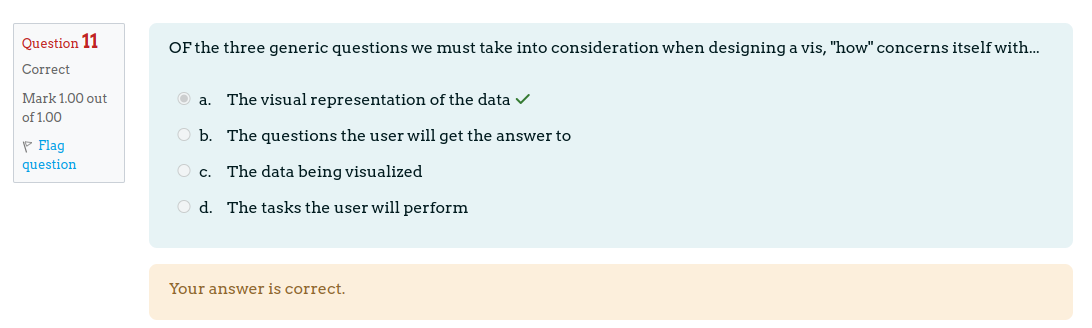 Question 11
Correct
Mark 1.00 out
of 1.00
Flag
question
OF the three generic questions we must take into consideration when designing a vis, "how" concerns itself with...
a. The visual representation of the data
b. The questions the user will get the answer to
c. The data being visualized
d. The tasks the user will perform
Your answer is correct.